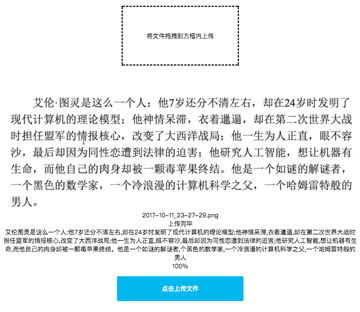 将文件拖拽到方框内上传
艾伦·图灵是这么一个人：他7岁还分不清左右，却在24岁时发明了
现代计算机的理论模型；他神情呆滞，衣着邋遢，却在第二次世界大战
时担任盟军的情报核心，改变了大西洋战局；他一生为人正直，眼不容
沙，最后却因为同性恋遭到法律的迫害；他研究人工智能，想让机器有
生命，而他自己的肉身却被一颗毒苹果终结。他是一个如谜的解谜者，
一个黑色的数学家，一个冷浪漫的计算机科学之父，一个哈姆雷特般的
男人。
2017-10-11_23-27-29.png
上传完毕
艾伦图灵是这么一个人:他7岁还分不清左右,却在24岁时发明了现代计算机的理论模型;他神情呆滞,衣着邋遢,却在第二次世界大战时
担任盟军的情报核心,改变了大西洋战局;他一生为人正直,眼不容沙,最后却因为同性恋遭到法律的迫害;他研究人工智能,想让机器有生
命,而他自己的肉身却被一颗毒苹果终结。他是一个如谜的解谜者,一个黑色的数学家,一个冷浪漫的计算机科学之父,一个哈姆雷特般的
男人
100%
点击上传文件